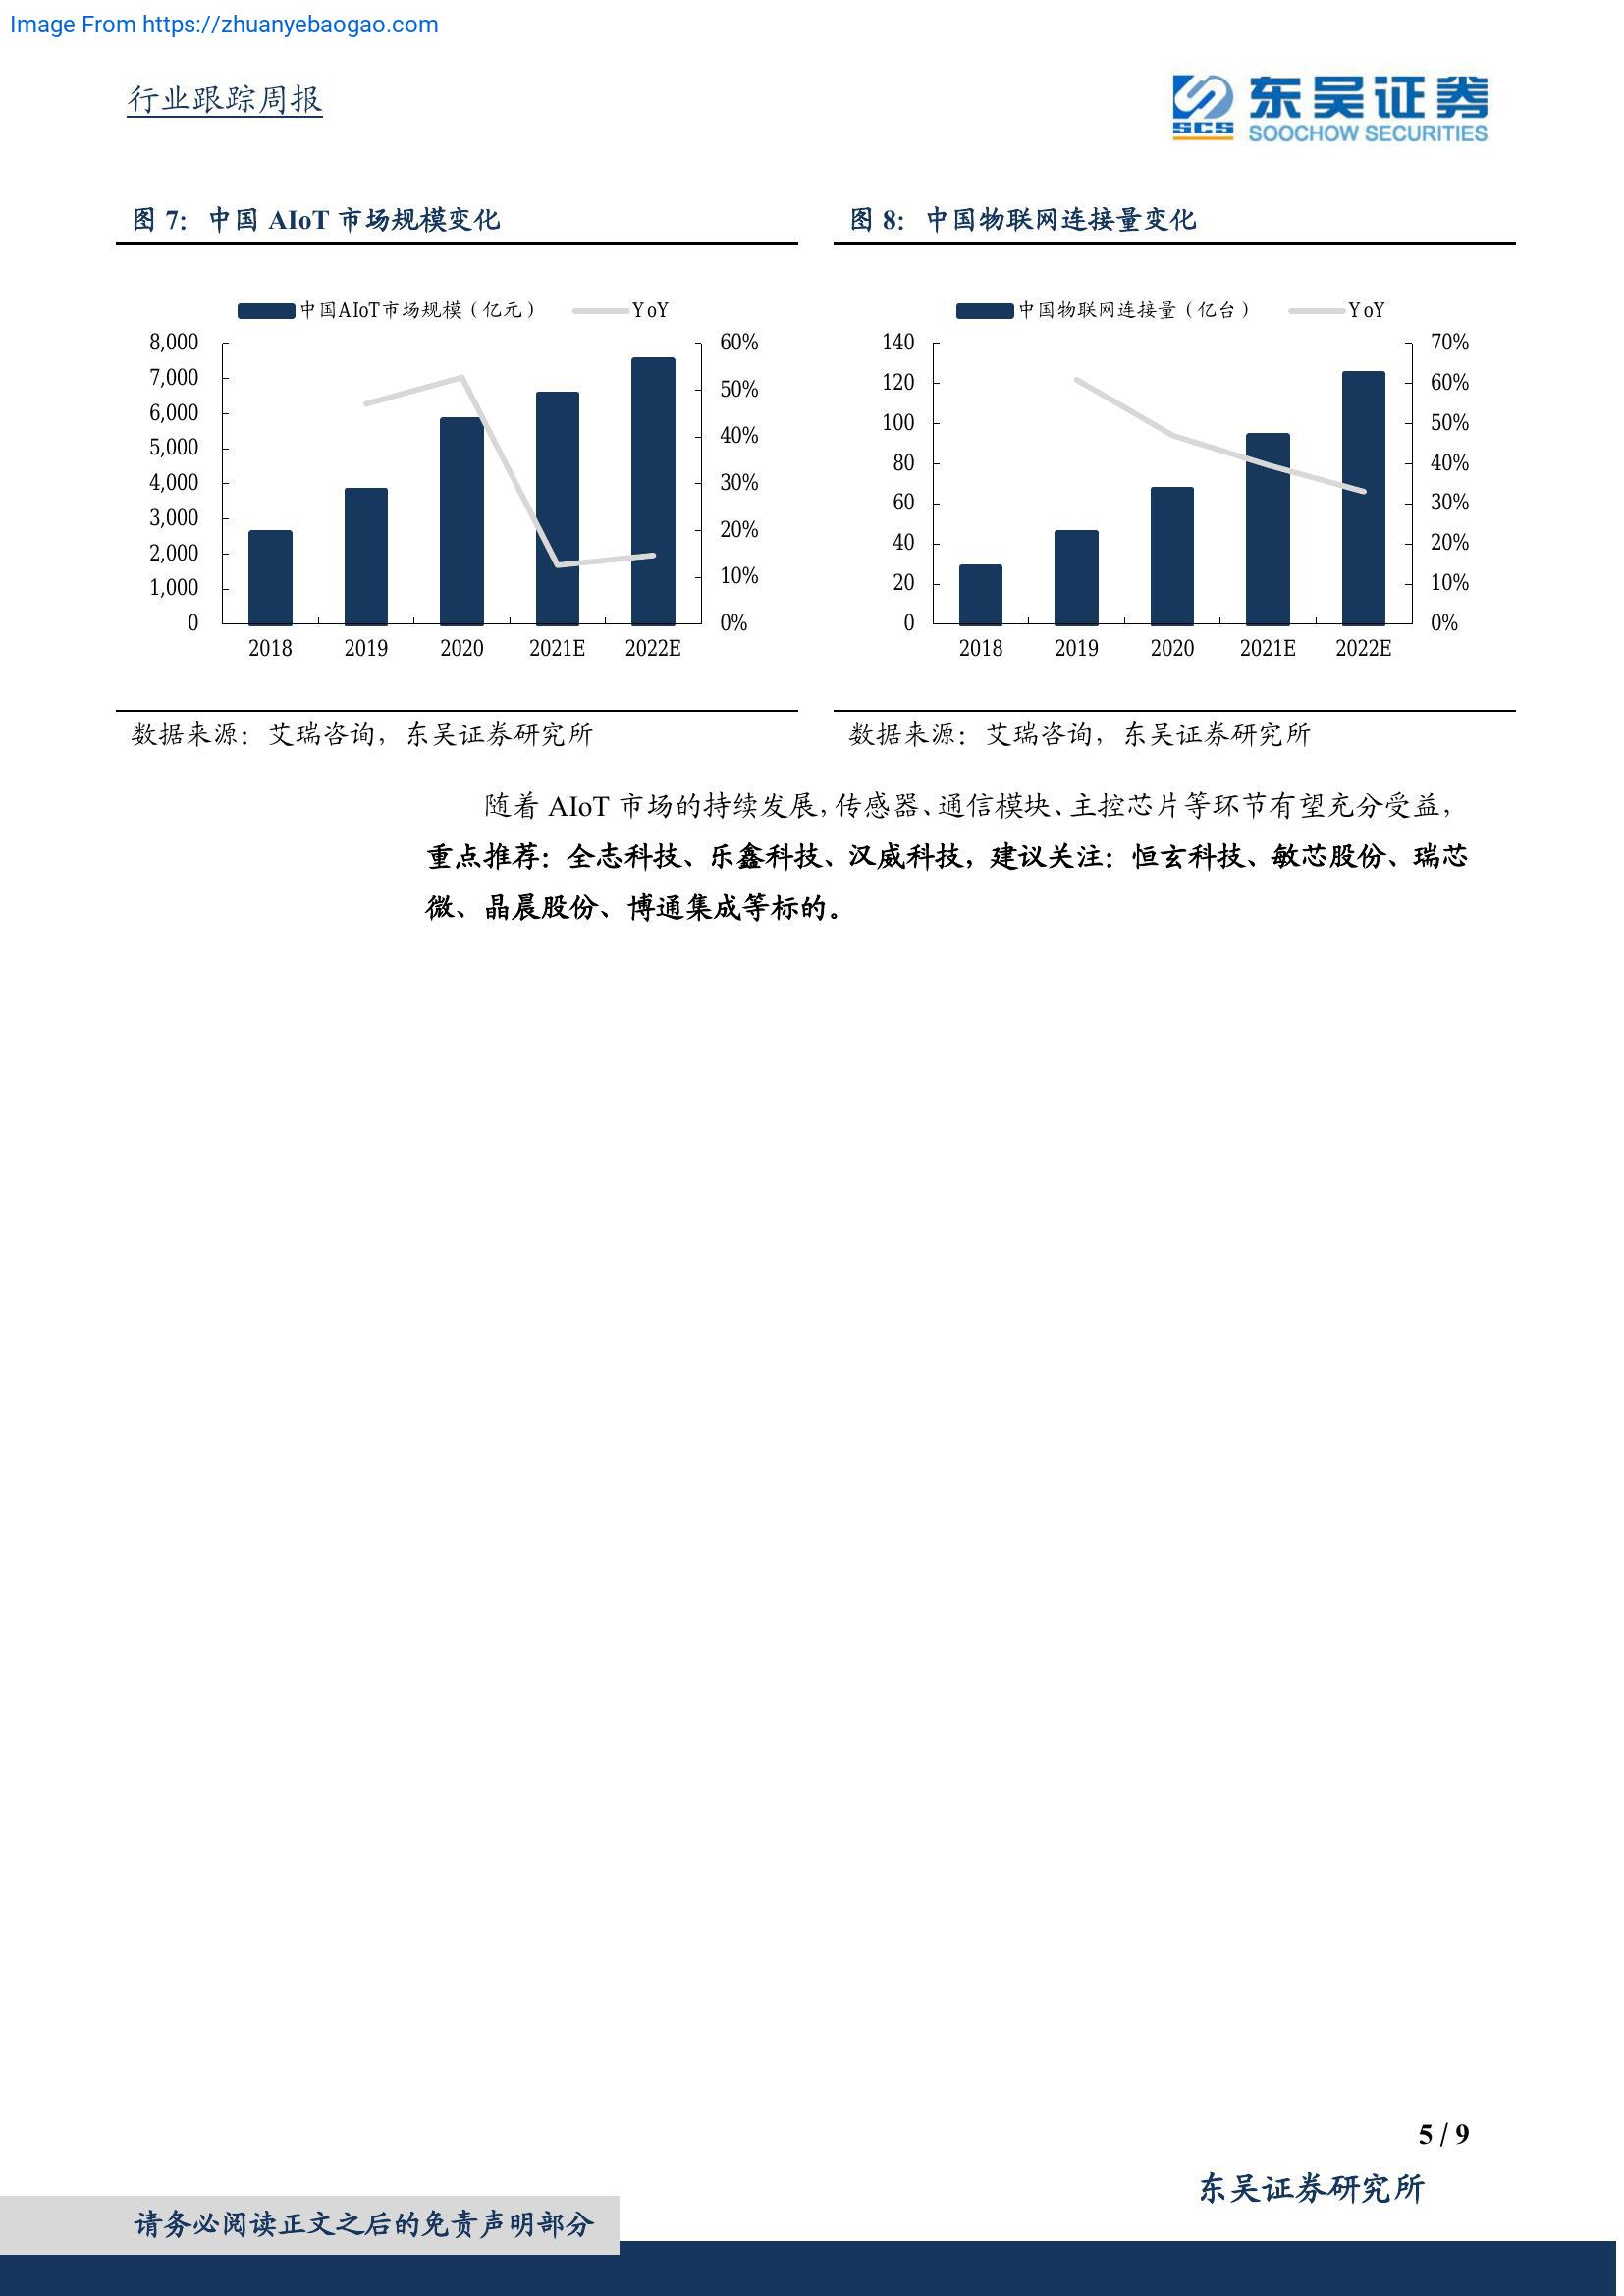 Image From https://zhuanyebaogao.com
行业跟踪周报
SCS 东吴证券
SOOCHOW SECURITIES
图 7：中国 AIoT 市场规模变化
中国AIoT市场规模（亿元） YoY
8,000
7,000
6,000
5,000
4,000
3,000
2,000
1,000
0
60%
50%
40%
30%
20%
10%
0%
2018 2019 2020 2021E 2022E
数据来源：艾瑞咨询，东吴证券研究所
图 8：中国物联网连接量变化
中国物联网连接量（亿台） YoY
140
120
100
80
60
40
20
0
70%
60%
50%
40%
30%
20%
10%
0%
2018 2019 2020 2021E 2022E
数据来源：艾瑞咨询，东吴证券研究所
随着 AIoT 市场的持续发展，传感器、通信模块、主控芯片等环节有望充分受益，
重点推荐：全志科技、乐鑫科技、汉威科技，建议关注：恒玄科技、敏芯股份、瑞芯
微、晶晨股份、博通集成等标的。
5 / 9
东吴证券研究所
请务必阅读正文之后的免责声明部分